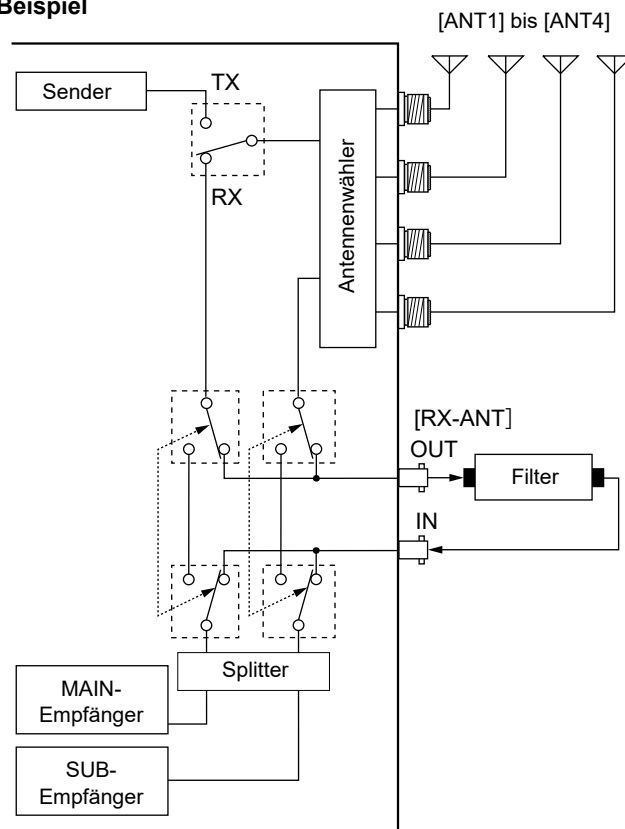 Beispiel
[ANT1] bis [ANT4]
Sender
TX
RX
Antennenwähler
[RX-ANT]
OUT
Filter
IN
Splitter
MAIN-
Empfänger
SUB-
Empfänger